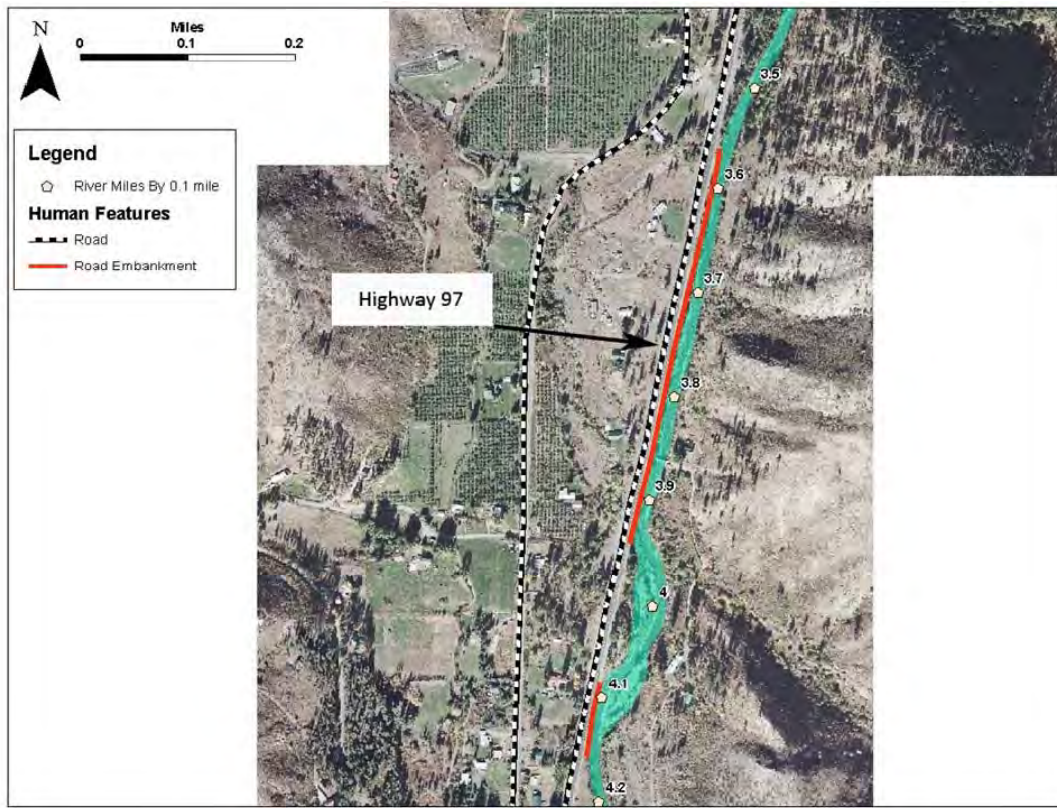 N
Miles
0 0.1 0.2
Legend
River Miles By 0.1 mile
Human Features
Road
Road Embankment
Highway 97
3.5
3.6
3.7
3.8
3.9
4
4.1
4.2